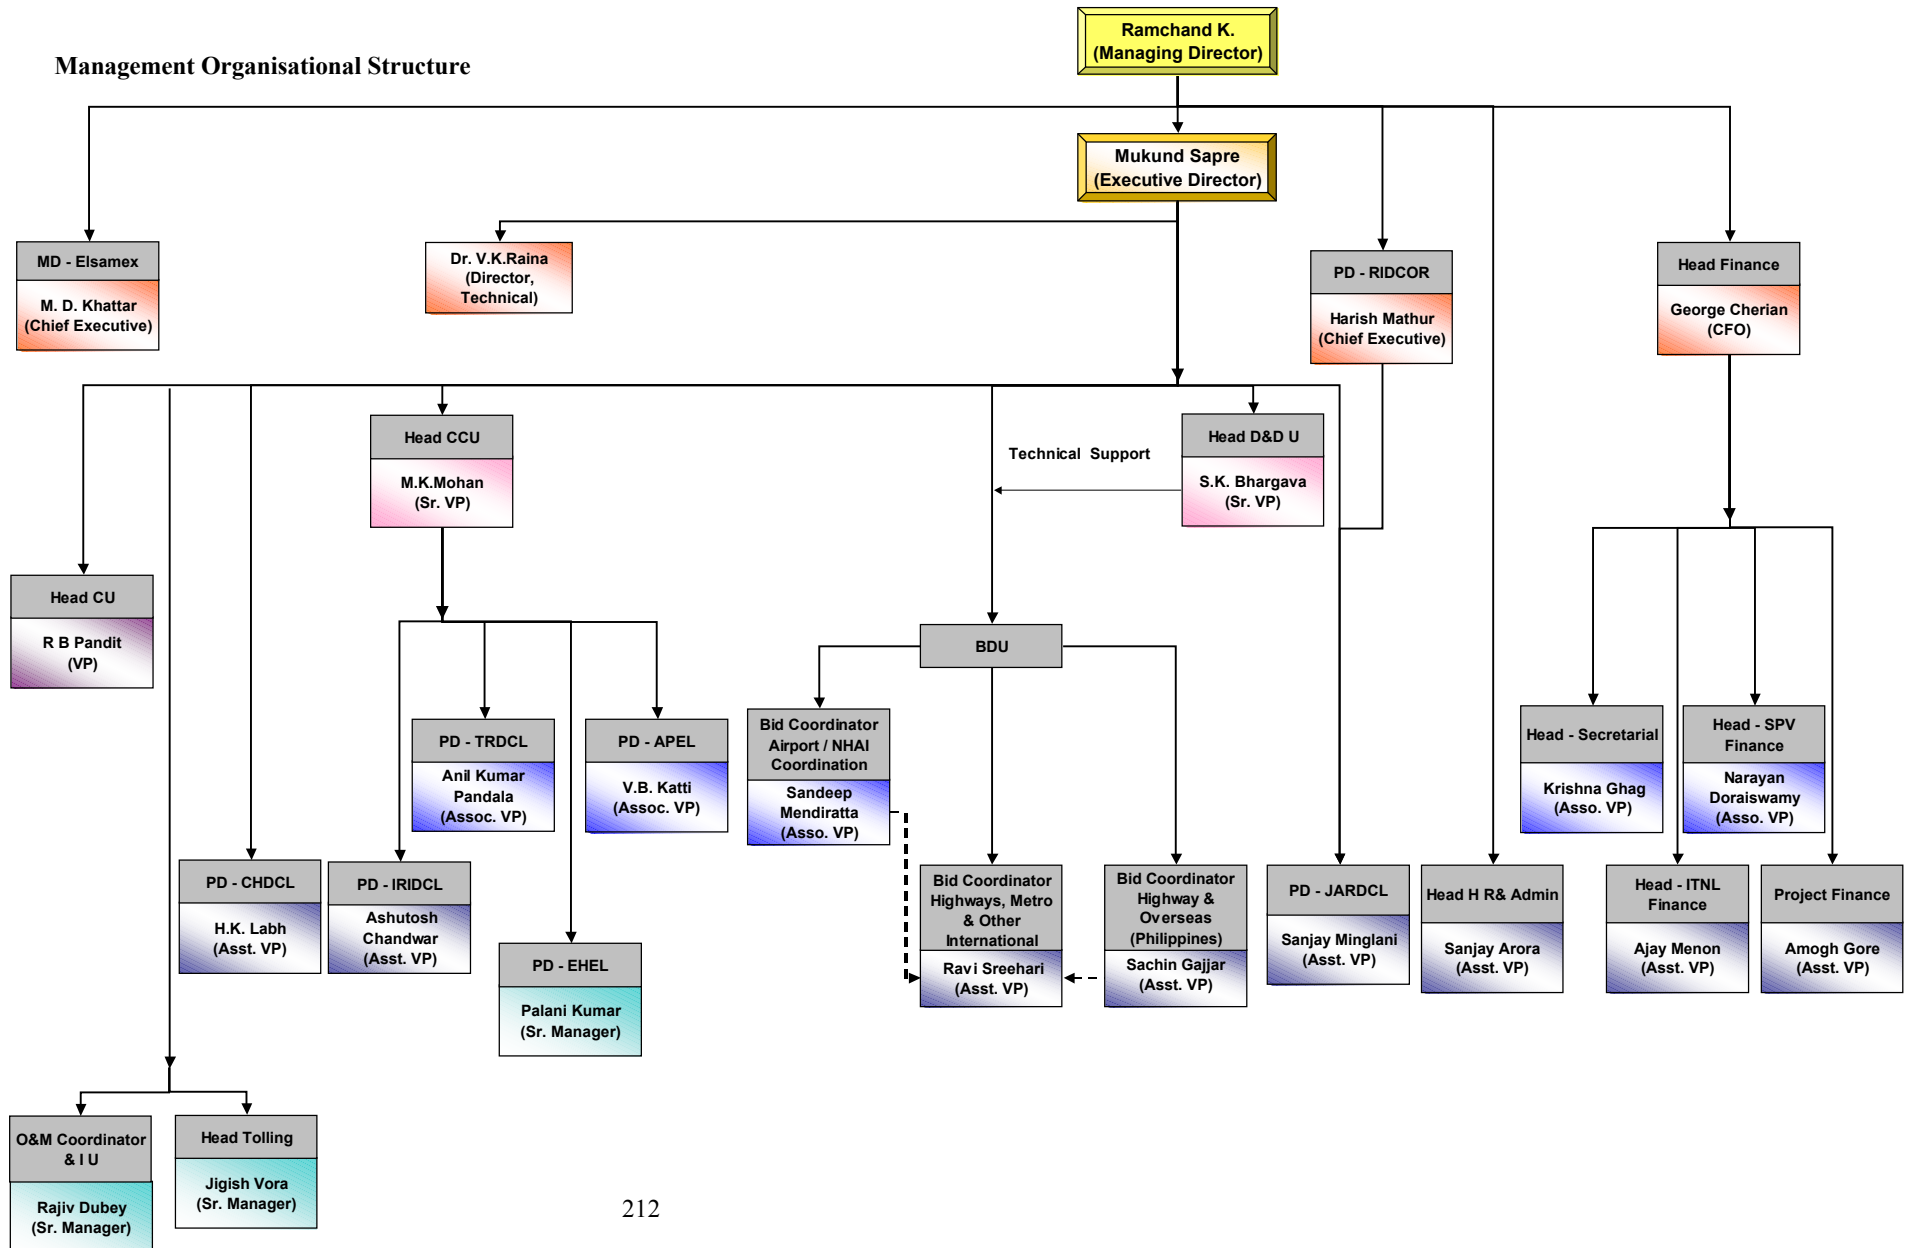 Ramchand K.
(Managing Director)
Management Organisational Structure
Mukund Sapre
(Executive Director)
MD - Elsamex
M. D. Khattar
(Chief Executive)
Dr. V.K.Raina
(Director,
Technical)
PD - RIDCOR
Harish Mathur
(Chief Executive)
Head Finance
George Cherian
(CFO)
Head CCU
M.K.Mohan
(Sr. VP)
Technical Support
Head D&D U
S.K. Bhargava
(Sr. VP)
Head CU
R B Pandit
(VP)
BDU
PD - TRDCL
Anil Kumar
Pandala
(Assoc. VP)
PD - APEL
V.B. Katti
(Assoc. VP)
Bid Coordinator
Airport / NHAI
Coordination
Sandeep
Mendiratta
(Asso. VP)
Head - Secretarial
Krishna Ghag
(Asso. VP)
Head - SPV
Finance
Narayan
Doraiswamy
(Asso. VP)
PD - CHDCL
H.K. Labh
(Asst. VP)
PD - IRIDCL
Ashutosh
Chandwar
(Asst. VP)
PD - EHEL
Palani Kumar
(Sr. Manager)
Bid Coordinator
Highways, Metro
& Other
International
Ravi Sreehari
(Asst. VP)
Bid Coordinator
Highway &
Overseas
(Philippines)
Sachin Gajjar
(Asst. VP)
PD - JARDCL
Sanjay Minglani
(Asst. VP)
Head H R& Admin
Sanjay Arora
(Asst. VP)
Head - ITNL
Finance
Ajay Menon
(Asst. VP)
Project Finance
Amogh Gore
(Asst. VP)
O&M Coordinator
& I U
Rajiv Dubey
(Sr. Manager)
Head Tolling
Jigish Vora
(Sr. Manager)
212